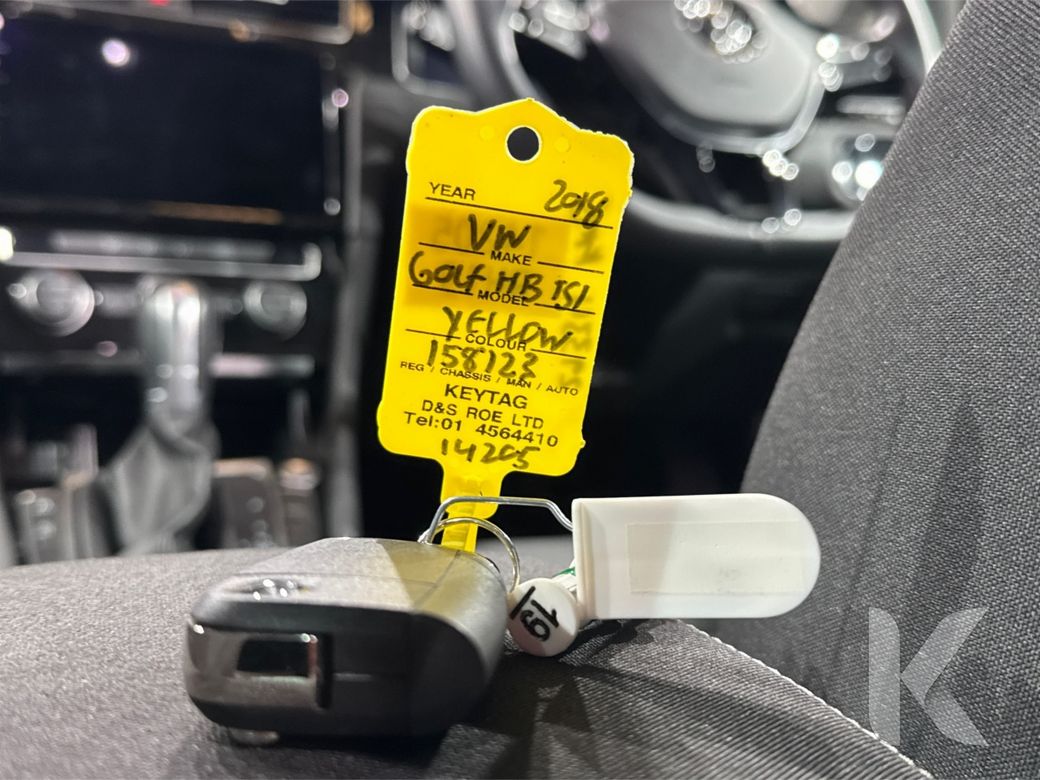 YEAR 2018
VW
MAKE
GOLF HB TSI
MODEL
YELLOW
COLOUR
158123
REG / CHASSIS / MAN / AUTO
KEYTAG
D&S ROE LTD
Tel:01 4564410
14205
19
K